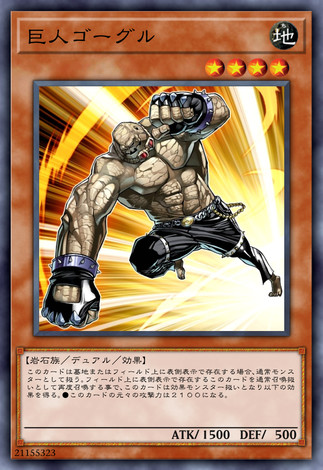 巨人ゴーグル
地
【岩石族／デュアル／効果】
このカードは墓地またはフィールド上に表側表示で存在する場合、通常モン
スターとして扱う。フィールド上に表側表示で存在するこのカードを通常召喚扱
いとして再度召喚する事で、このカードは効果モンスター扱いとなり以下の効
果を得る。●このカードの元々の攻撃力は２１００になる。
ATK/ 1500 DEF/ 500
21155323